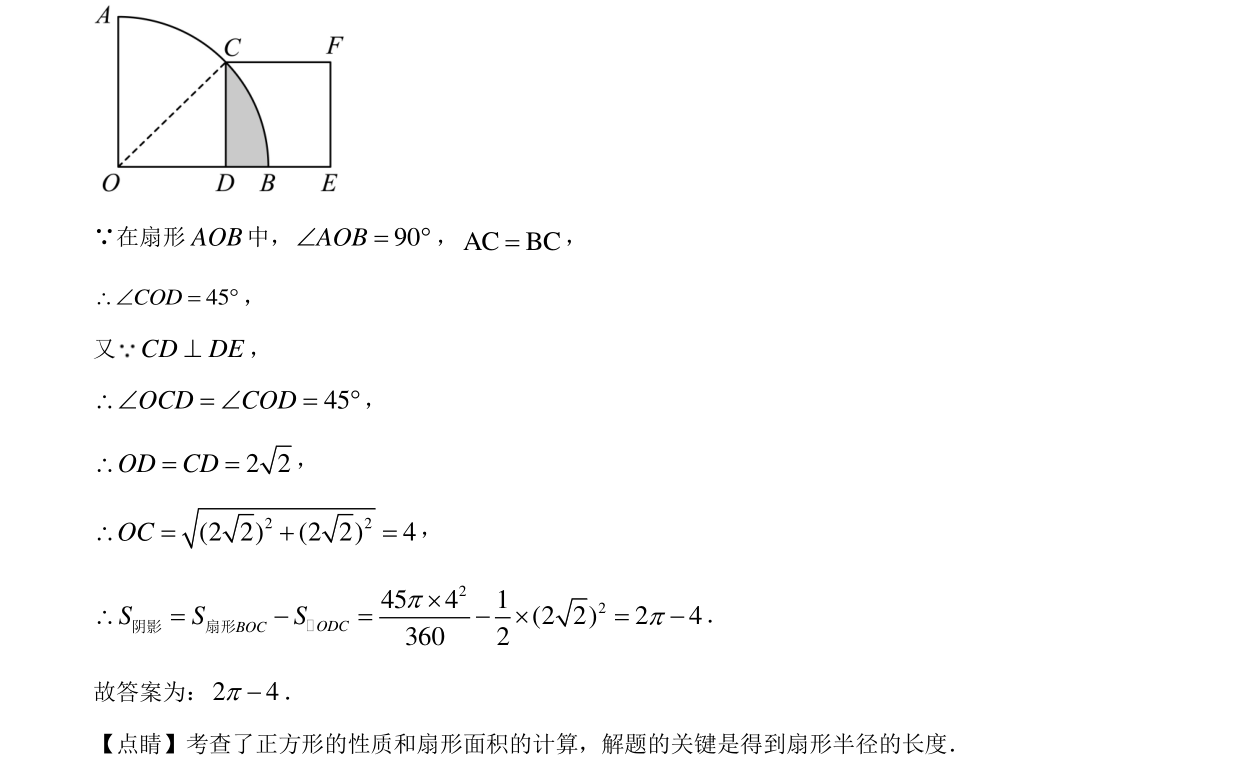 A
C
F
O
D
B
E
∵在扇形AOB中，∠AOB=90°，AC=BC，
∴∠COD=45°，
又∵CD⊥DE，
∴∠OCD=∠COD=45°，
∴OD=CD=2√2，
∴OC=√((2√2)²+(2√2)²)=4，
∴S阴影=S扇形BOC−S□ODC=45π×4²/360−1/2×(2√2)²=2π−4．
故答案为：2π−4．
【点睛】考查了正方形的性质和扇形面积的计算，解题的关键是得到扇形半径的长度．